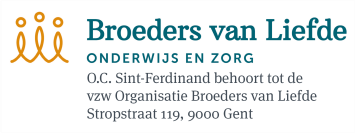 Broeders van Liefde
ONDERWIJS EN ZORG
O.C. Sint-Ferdinand behoort tot de
vzw Organisatie Broeders van Liefde
Stropstraat 119, 9000 Gent